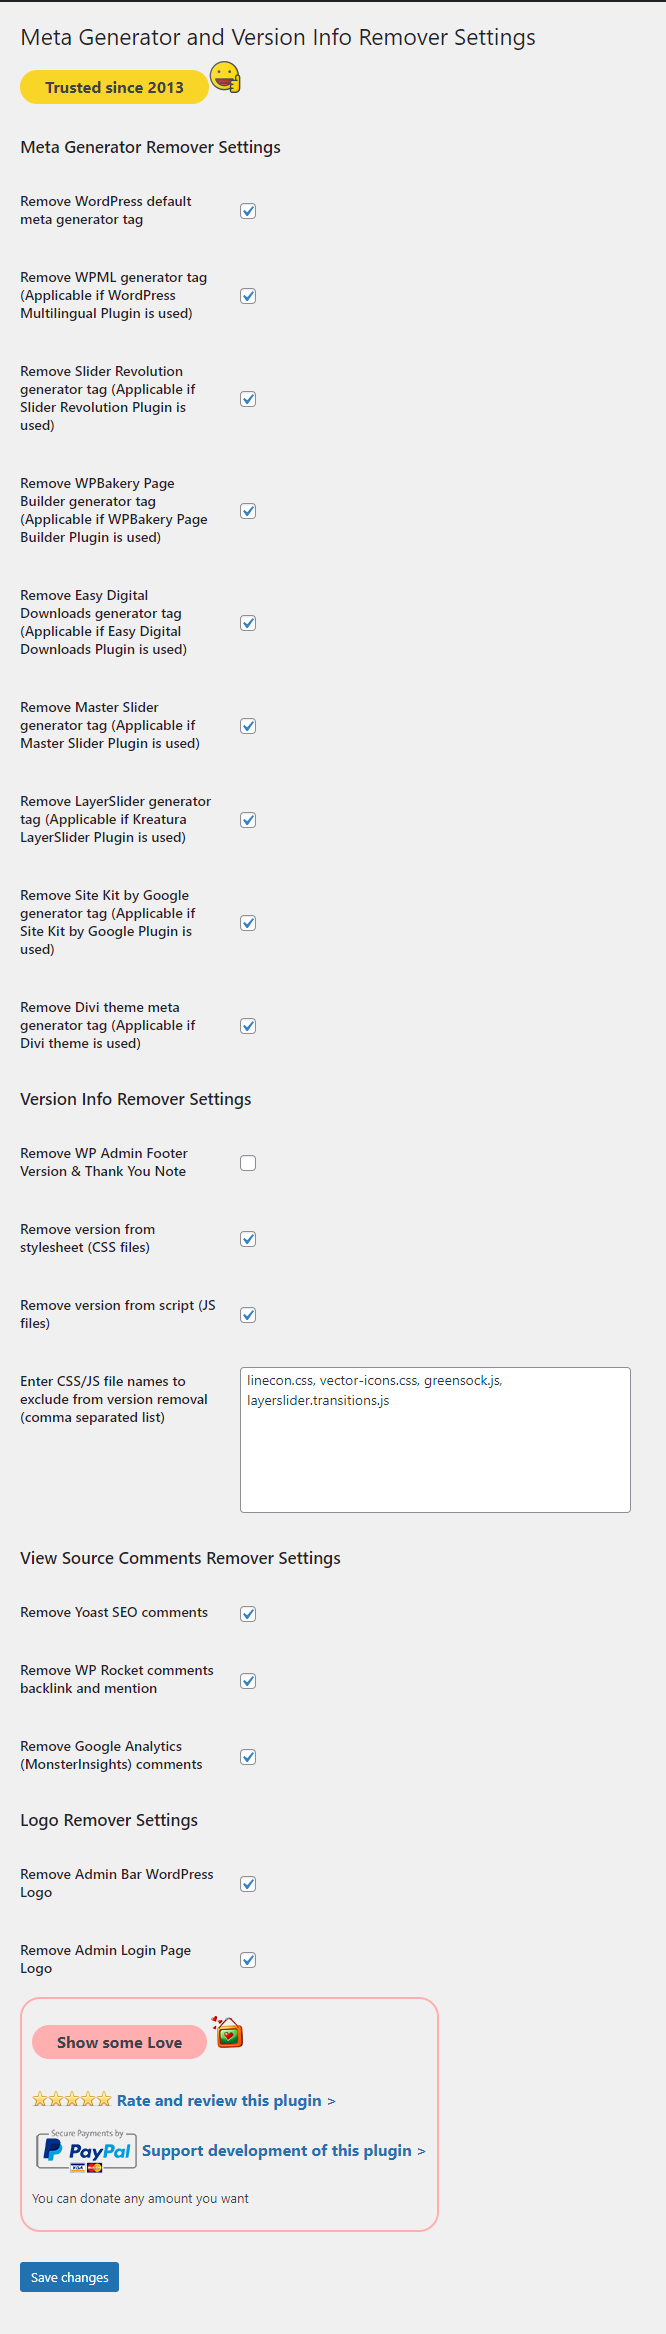 Meta Generator and Version Info Remover Settings
Trusted since 2013
Meta Generator Remover Settings
Remove WordPress default
meta generator tag
Remove WPML generator tag
(Applicable if WordPress
Multilingual Plugin is used)
Remove Slider Revolution
generator tag (Applicable if
Slider Revolution Plugin is
used)
Remove WPBakery Page
Builder generator tag
(Applicable if WPBakery Page
Builder Plugin is used)
Remove Easy Digital
Downloads generator tag
(Applicable if Easy Digital
Downloads Plugin is used)
Remove Master Slider
generator tag (Applicable if
Master Slider Plugin is used)
Remove LayerSlider generator
tag (Applicable if Kreatura
LayerSlider Plugin is used)
Remove Site Kit by Google
generator tag (Applicable if
Site Kit by Google Plugin is
used)
Remove Divi theme meta
generator tag (Applicable if
Divi theme is used)
Version Info Remover Settings
Remove WP Admin Footer
Version & Thank You Note
Remove version from
stylesheet (CSS files)
Remove version from script (JS
files)
Enter CSS/JS file names to
exclude from version removal
(comma separated list)
linecon.css, vector-icons.css, greensock.js,
layerslider.transitions.js
View Source Comments Remover Settings
Remove Yoast SEO comments
Remove WP Rocket comments
backlink and mention
Remove Google Analytics
(MonsterInsights) comments
Logo Remover Settings
Remove Admin Bar WordPress
Logo
Remove Admin Login Page
Logo
Show some Love
Rate and review this plugin >
Secure Payments by
PayPal
VISA
Support development of this plugin >
You can donate any amount you want
Save changes